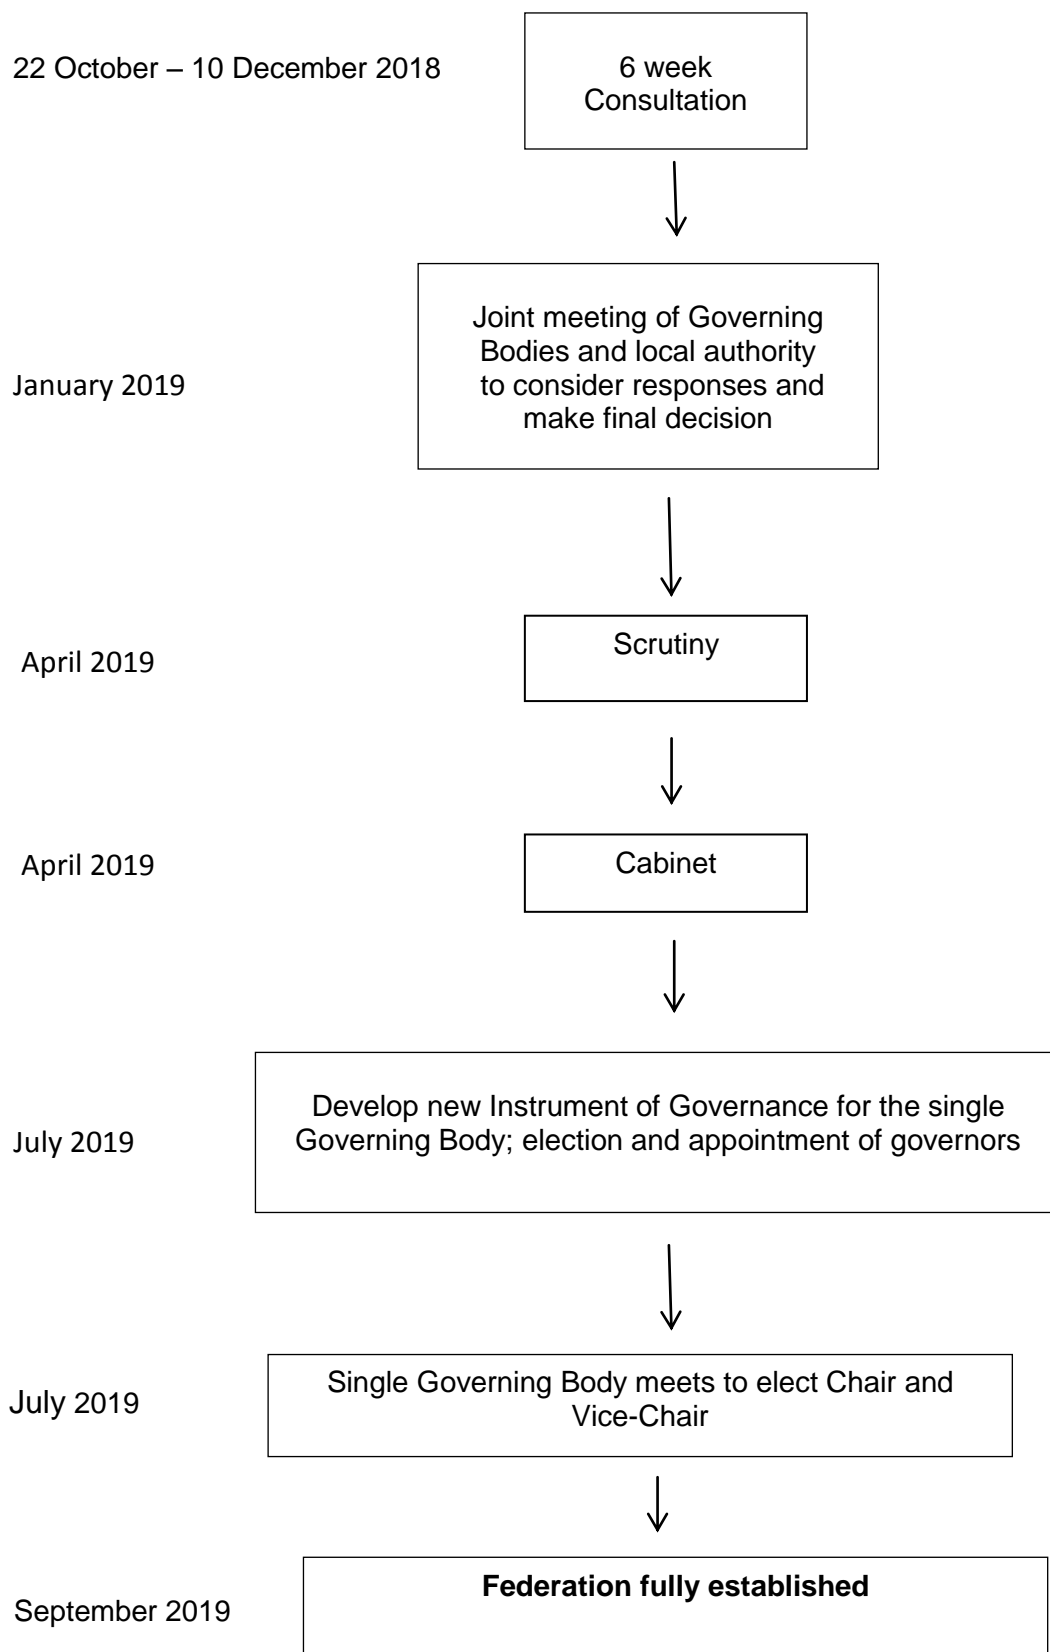 22 October – 10 December 2018
6 week
Consultation
January 2019
Joint meeting of Governing
Bodies and local authority
to consider responses and
make final decision
April 2019
Scrutiny
April 2019
Cabinet
July 2019
Develop new Instrument of Governance for the single
Governing Body; election and appointment of governors
July 2019
Single Governing Body meets to elect Chair and
Vice-Chair
September 2019
Federation fully established